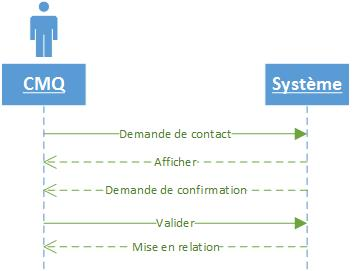 CMQ
Système
Demande de contact
Afficher
Demande de confirmation
Valider
Mise en relation